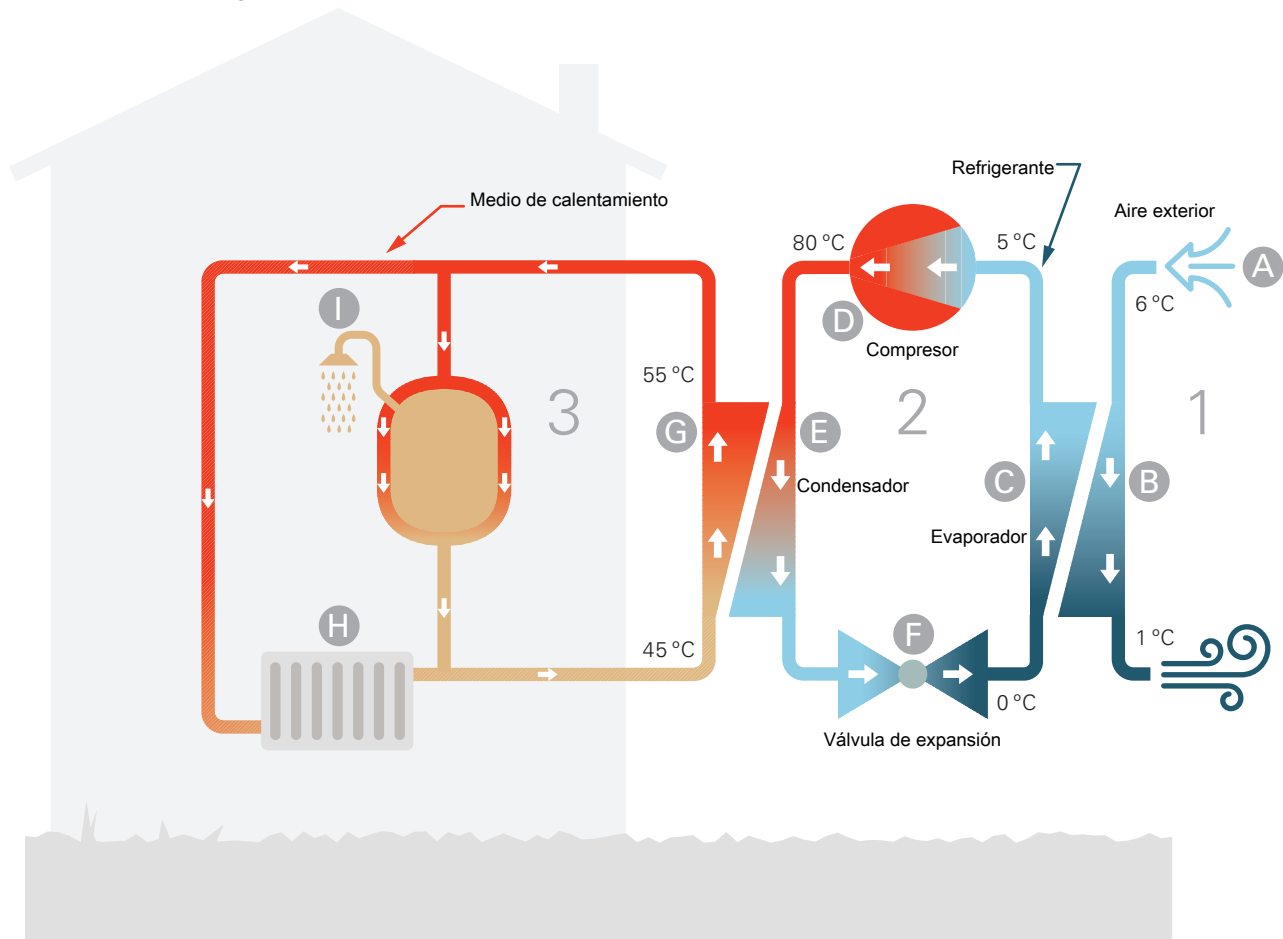 Refrigerante
Medio de calentamiento
Aire exterior
80 °C
5 °C
A
6 °C
I
D
Compresor
55 °C
3
2
1
G
E
C
B
Condensador
Evaporador
H
F
45 °C
1 °C
0 °C
Válvula de expansión